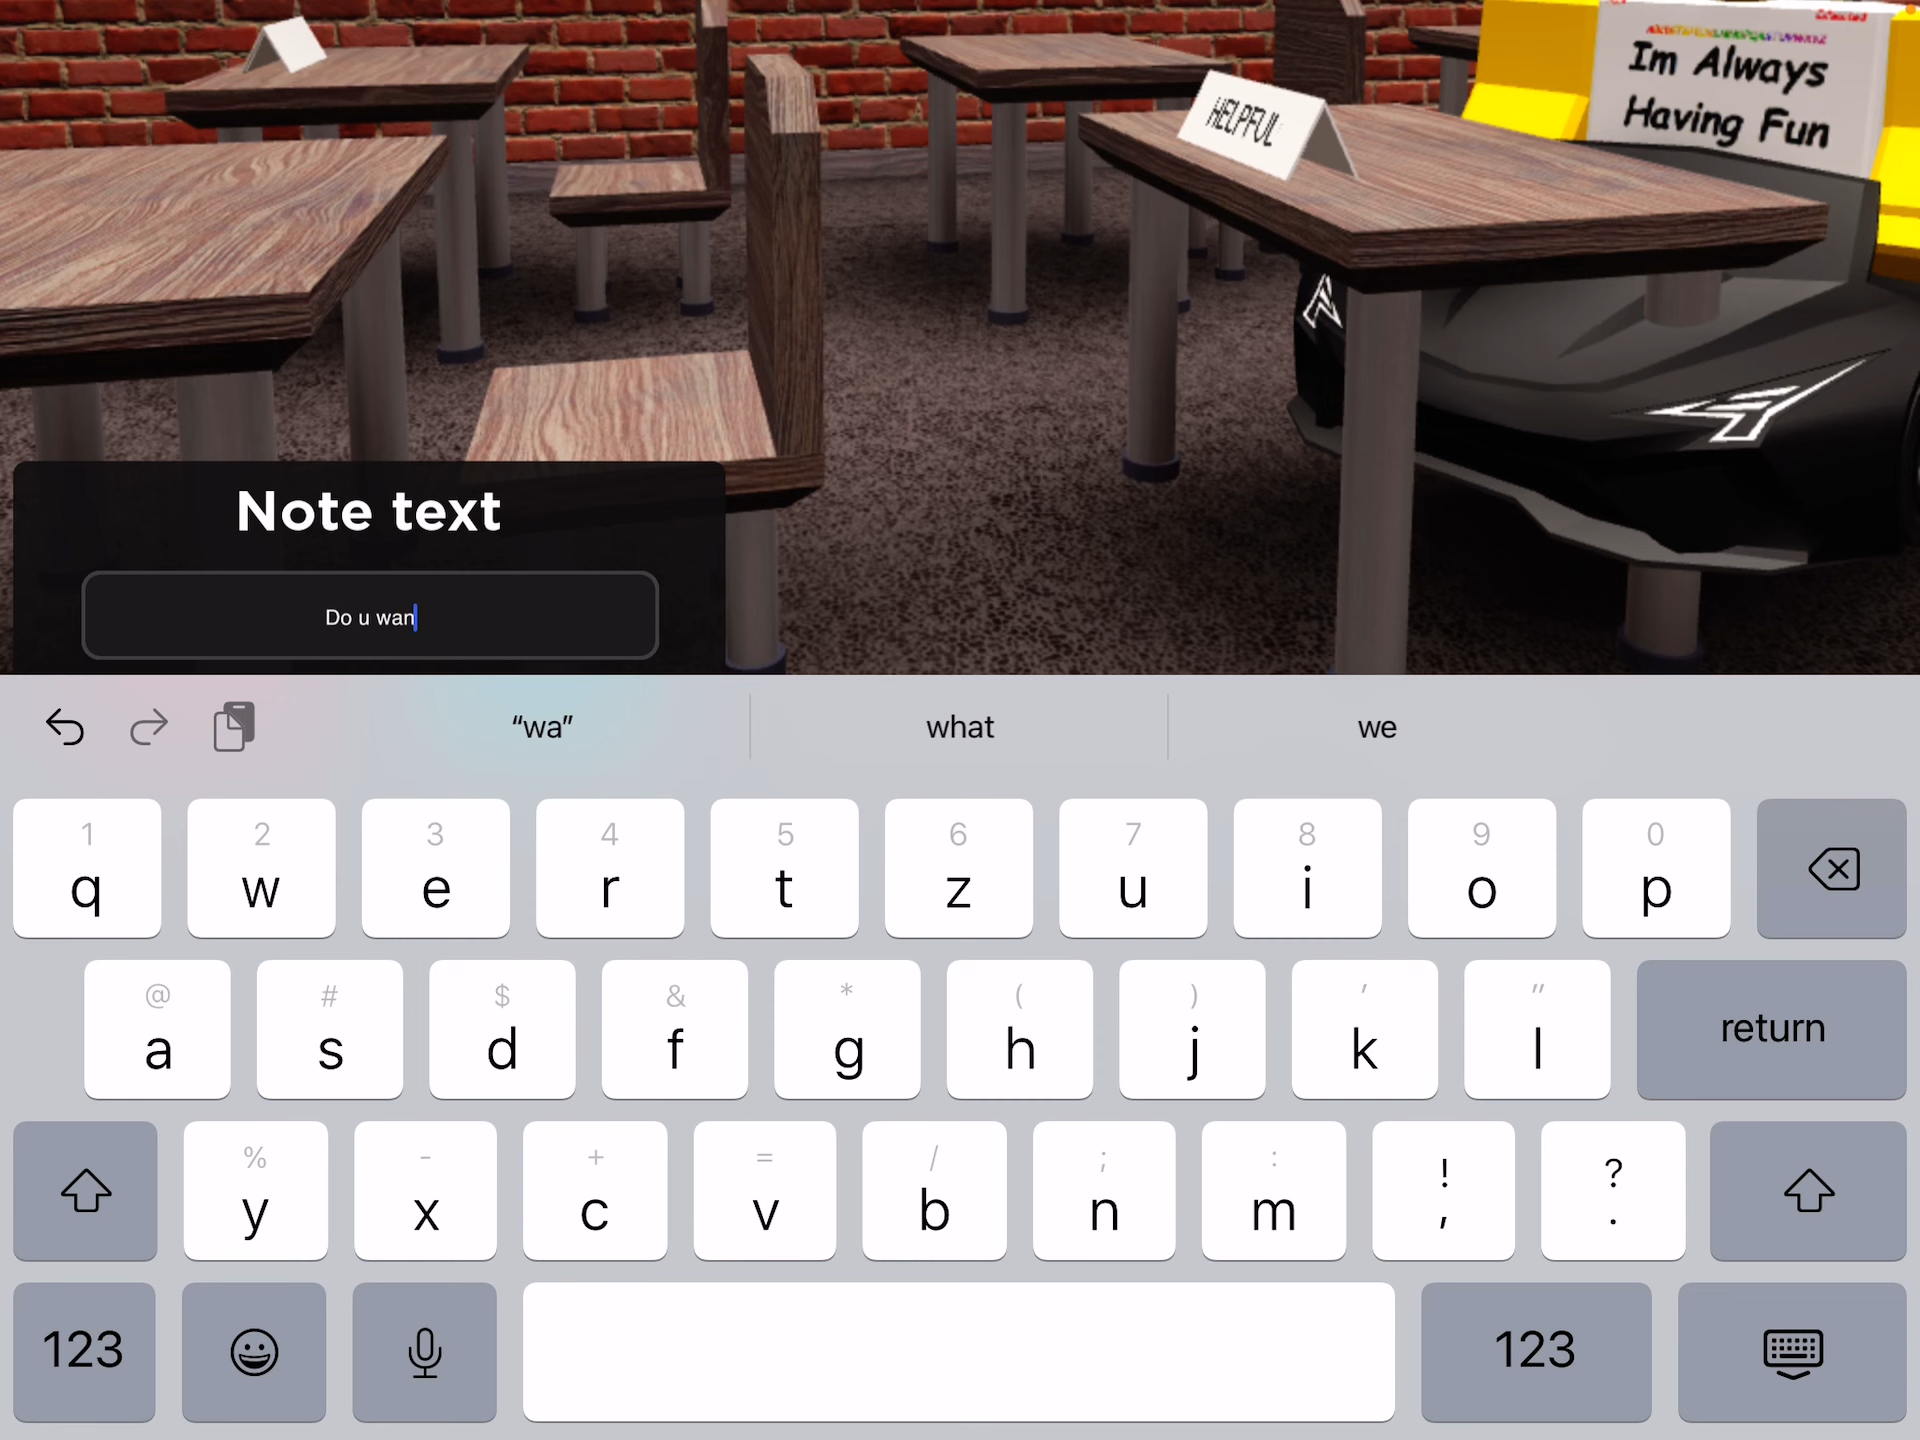 Im Always
Having Fun
HELPFUL
Note text
Do u wan
“wa”
what
we
1 2 3 4 5 6 7 8 9 0
q w e r t z u i o p
@ # $ & * ( ) ' "
a s d f g h j k l return
% - + = / ; : ! ?
y x c v b n m , .
123 123